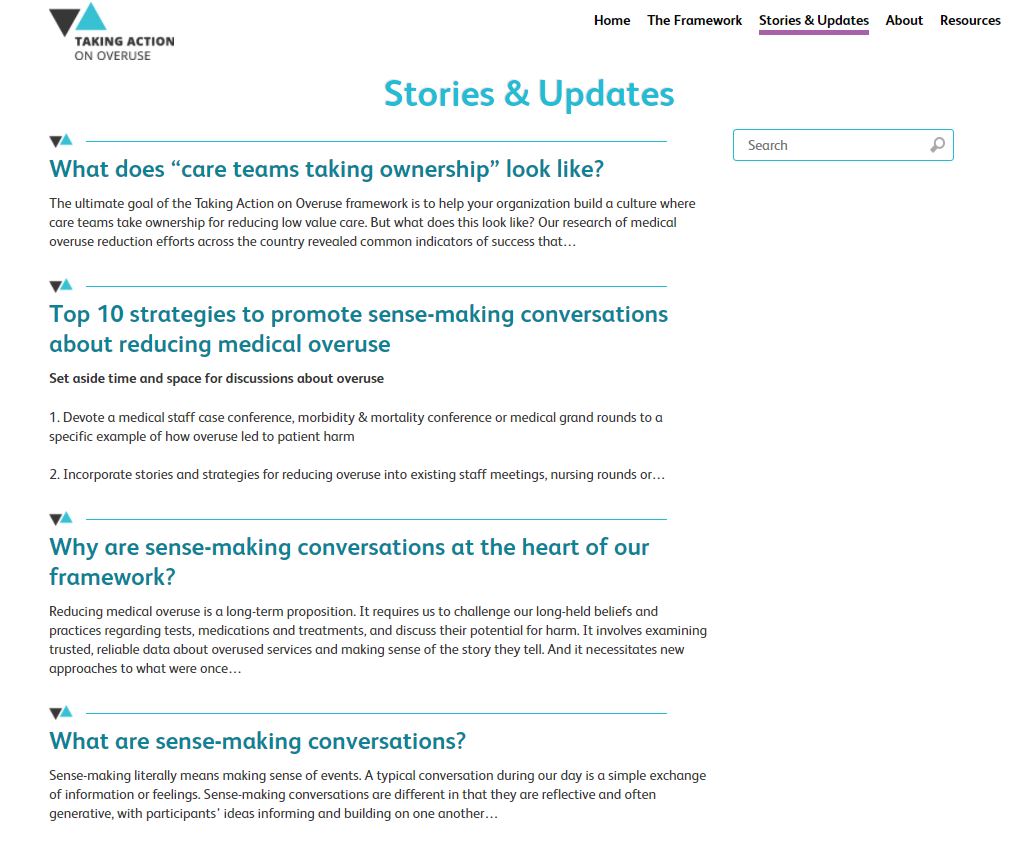 TAKING ACTION
ON OVERUSE
Home The Framework Stories & Updates About Resources
Stories & Updates
Search
What does “care teams taking ownership” look like?
The ultimate goal of the Taking Action on Overuse framework is to help your organization build a culture where
care teams take ownership for reducing low value care. But what does this look like? Our research of medical
overuse reduction efforts across the country revealed common indicators of success that…
Top 10 strategies to promote sense-making conversations
about reducing medical overuse
Set aside time and space for discussions about overuse
1. Devote a medical staff case conference, morbidity & mortality conference or medical grand rounds to a
specific example of how overuse led to patient harm
2. Incorporate stories and strategies for reducing overuse into existing staff meetings, nursing rounds or…
Why are sense-making conversations at the heart of our
framework?
Reducing medical overuse is a long-term proposition. It requires us to challenge our long-held beliefs and
practices regarding tests, medications and treatments, and discuss their potential for harm. It involves examining
trusted, reliable data about overused services and making sense of the story they tell. And it necessitates new
approaches to what were once…
What are sense-making conversations?
Sense-making literally means making sense of events. A typical conversation during our day is a simple exchange
of information or feelings. Sense-making conversations are different in that they are reflective and often
generative, with participants’ ideas informing and building on one another…